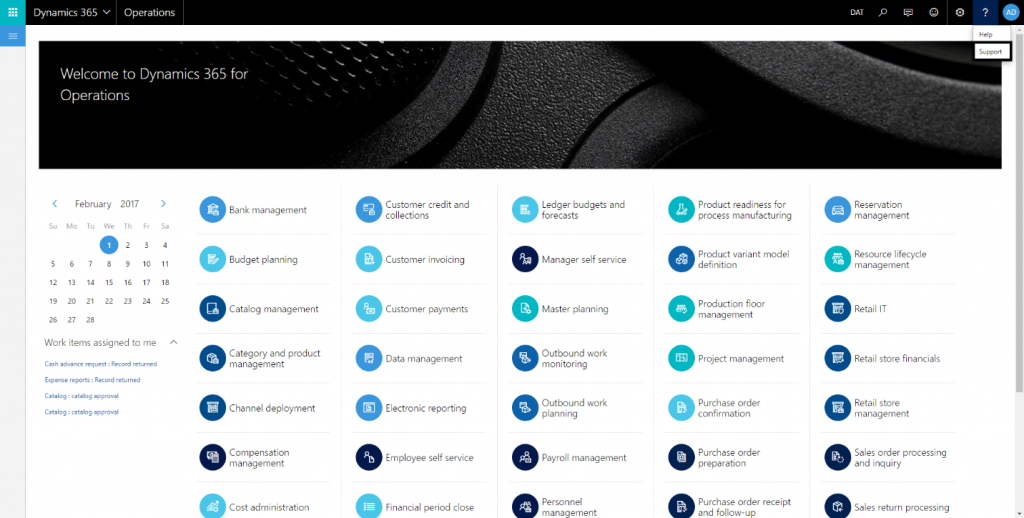 Dynamics 365
Operations
DAT
?
AD
Help
Support
Welcome to Dynamics 365 for
Operations
February 2017
Su Mo Tu We Th Fr Sa
1 2 3 4
5 6 7 8 9 10 11
12 13 14 15 16 17 18
19 20 21 22 23 24 25
26 27 28
Work items assigned to me
Cash advance request : Record returned
Expense reports : Record returned
Catalog : catalog approval
Catalog : catalog approval
Bank management
Budget planning
Catalog management
Category and product
management
Channel deployment
Compensation
management
Cost administration
Customer credit and
collections
Customer invoicing
Customer payments
Data management
Electronic reporting
Employee self service
Financial period close
Ledger budgets and
forecasts
Manager self service
Master planning
Outbound work
monitoring
Outbound work
planning
Payroll management
Personnel
management
Product readiness for
process manufacturing
Product variant model
definition
Production floor
management
Project management
Purchase order
confirmation
Purchase order
preparation
Purchase order receipt
and follow-up
Reservation
management
Resource lifecycle
management
Retail IT
Retail store financials
Retail store
management
Sales order processing
and inquiry
Sales return processing